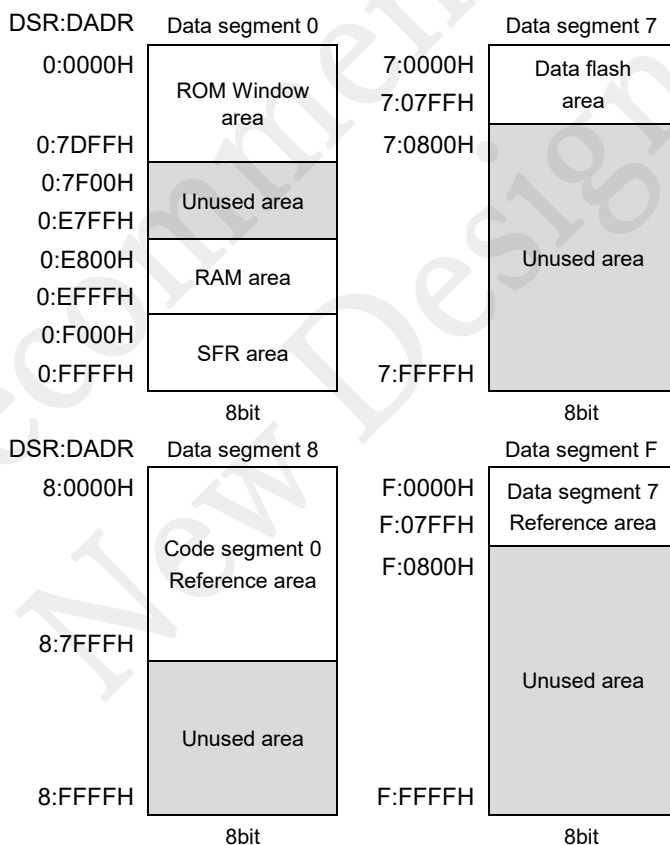 DSR:DADR Data segment 0
0:0000H
ROM Window
area
0:7DFFH
0:7F00H
Unused area
0:E7FFH
0:E800H
RAM area
0:EFFFH
0:F000H
SFR area
0:FFFFH
8bit
Data segment 7
7:0000H
Data flash
7:07FFH
area
7:0800H
Unused area
7:FFFFH
8bit
DSR:DADR Data segment 8
8:0000H
Code segment 0
Reference area
8:7FFFH
Unused area
8:FFFFH
8bit
Data segment F
F:0000H
Data segment 7
F:07FFH
Reference area
F:0800H
Unused area
F:FFFFH
8bit
ecommen
New Design